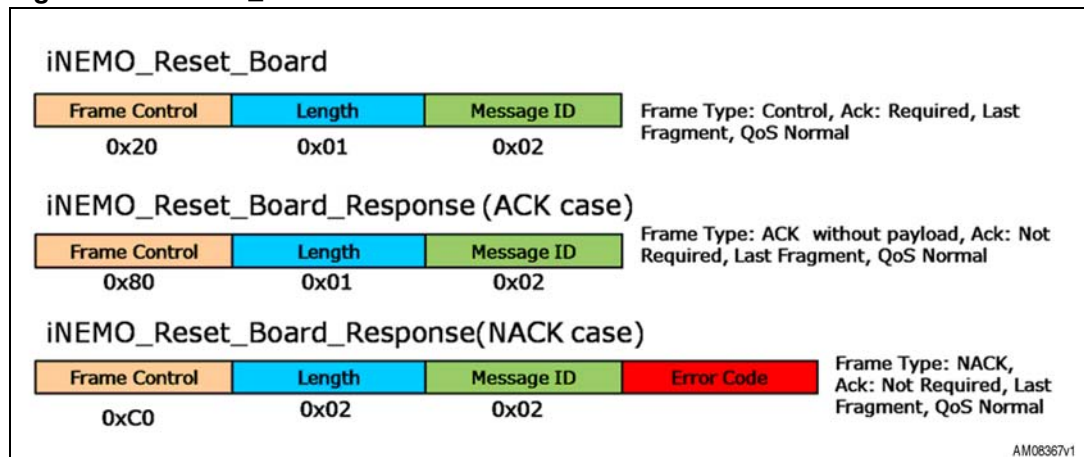 iNEMO_Reset_Board
Frame Control Length Message ID
0x20 0x01 0x02
Frame Type: Control, Ack: Required, Last
Fragment, QoS Normal
iNEMO_Reset_Board_Response (ACK case)
Frame Control Length Message ID
0x80 0x01 0x02
Frame Type: ACK without payload, Ack: Not
Required, Last Fragment, QoS Normal
iNEMO_Reset_Board_Response(NACK case)
Frame Control Length Message ID Error Code
0xC0 0x02 0x02
Frame Type: NACK,
Ack: Not Required, Last
Fragment, QoS Normal
AM08367v1